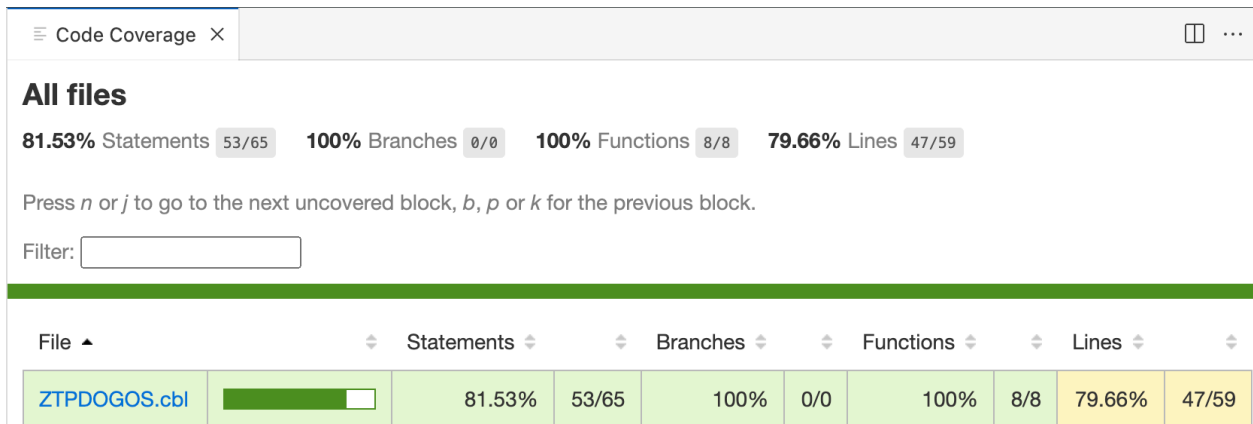 Code Coverage
All files
81.53% Statements 53/65 100% Branches 0/0 100% Functions 8/8 79.66% Lines 47/59
Press n or j to go to the next uncovered block, b, p or k for the previous block.
Filter:
File Statements Branches Functions Lines
ZTPDOGOS.cbl 81.53% 53/65 100% 0/0 100% 8/8 79.66% 47/59